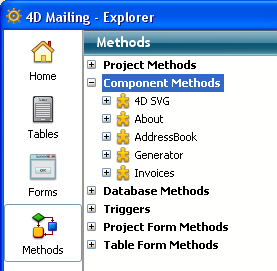 4D Mailing - Explorer
Methods
Home
Tables
Forms
Methods
Project Methods
Component Methods
4D SVG
About
AddressBook
Generator
Invoices
Database Methods
Triggers
Project Form Methods
Table Form Methods